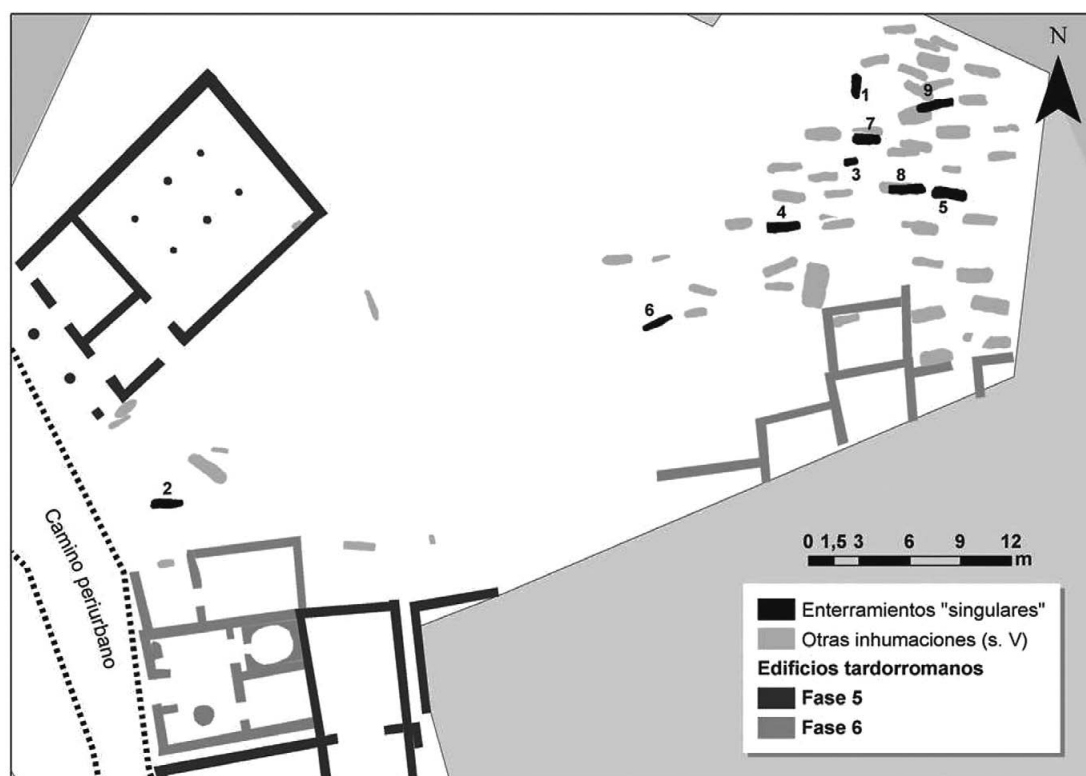 N
1
9
7
3
8
5
4
6
2
Camino periurbano
0 1,5 3 6 9 12
m
Enterramientos "singulares"
Otras inhumaciones (s. V)
Edificios tardorromanos
Fase 5
Fase 6